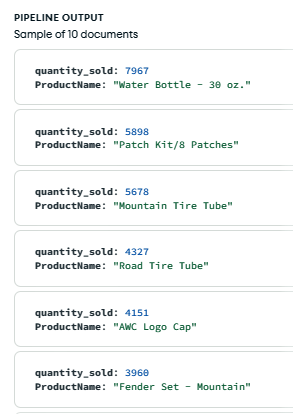 PIPELINE OUTPUT
Sample of 10 documents
quantity_sold: 7967
ProductName: "Water Bottle - 30 oz."
quantity_sold: 5898
ProductName: "Patch Kit/8 Patches"
quantity_sold: 5678
ProductName: "Mountain Tire Tube"
quantity_sold: 4327
ProductName: "Road Tire Tube"
quantity_sold: 4151
ProductName: "AWC Logo Cap"
quantity_sold: 3960
ProductName: "Fender Set - Mountain"